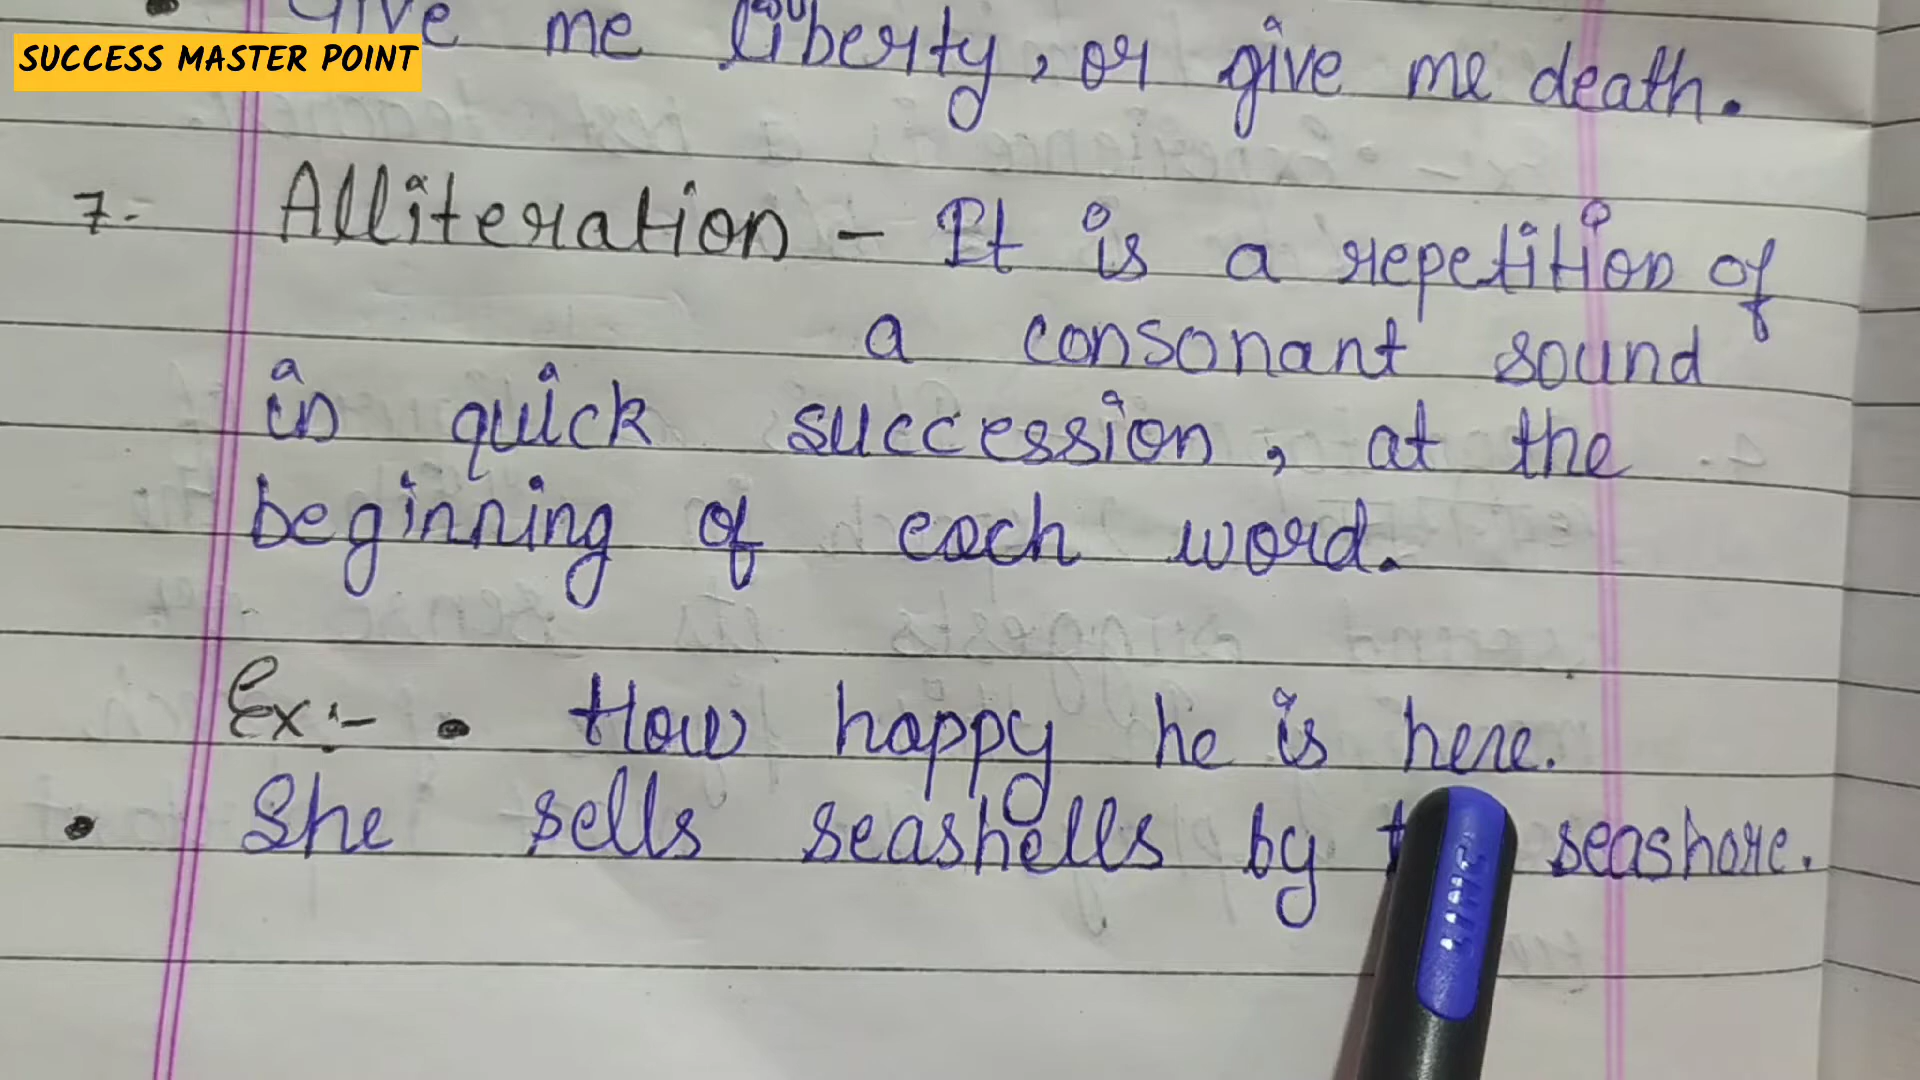 Give me liberty, or give me death.
SUCCESS MASTER POINT
7. Alliteration - It is a repetition of
a consonant sound
in quick succession, at the
beginning of each word.
Ex:- • How happy he is here.
• She sells seashells by seashore.